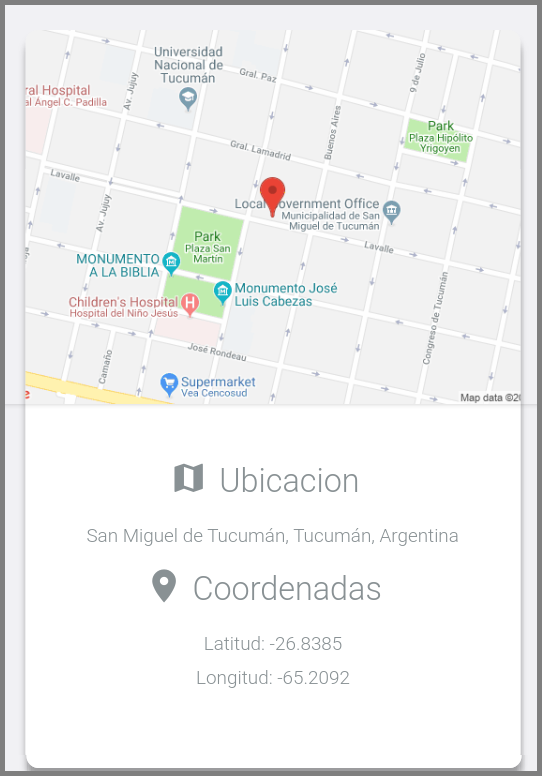 Universidad
Nacional de
Tucumán
Gral. Paz
9 de Julio
ral Hospital
al Ángel C. Padilla
Av. Jujuy
Buenos Aires
Park
Plaza Hipólito
Yrigoyen
Gral. Lamadrid
Lavalle
Local Government Office
Municipalidad de San
Miguel de Tucumán
Av. Jujuy
Park
Plaza San
Martín
Lavalle
MONUMENTO
A LA BIBLIA
Monumento José
Luis Cabezas
Children's Hospital
Hospital del Niño Jesús
H
Congreso de Tucumán
José Rondeau
Camaño
Supermarket
Vea Cencosud
Map data ©20
Ubicacion
San Miguel de Tucumán, Tucumán, Argentina
Coordenadas
Latitud: -26.8385
Longitud: -65.2092